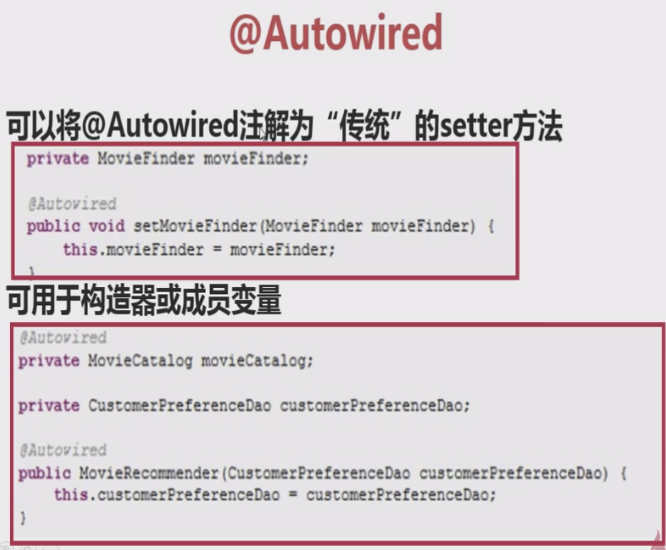 @Autowired
可以将@Autowired注解为“传统”的setter方法
private MovieFinder movieFinder;
@Autowired
public void setMovieFinder(MovieFinder movieFinder) {
this.movieFinder = movieFinder;
}
可用于构造器或成员变量
@Autowired
private MovieCatalog movieCatalog;
private CustomerPreferenceDao customerPreferenceDao;
@Autowired
public MovieRecommender(CustomerPreferenceDao customerPreferenceDao) {
this.customerPreferenceDao = customerPreferenceDao;
}